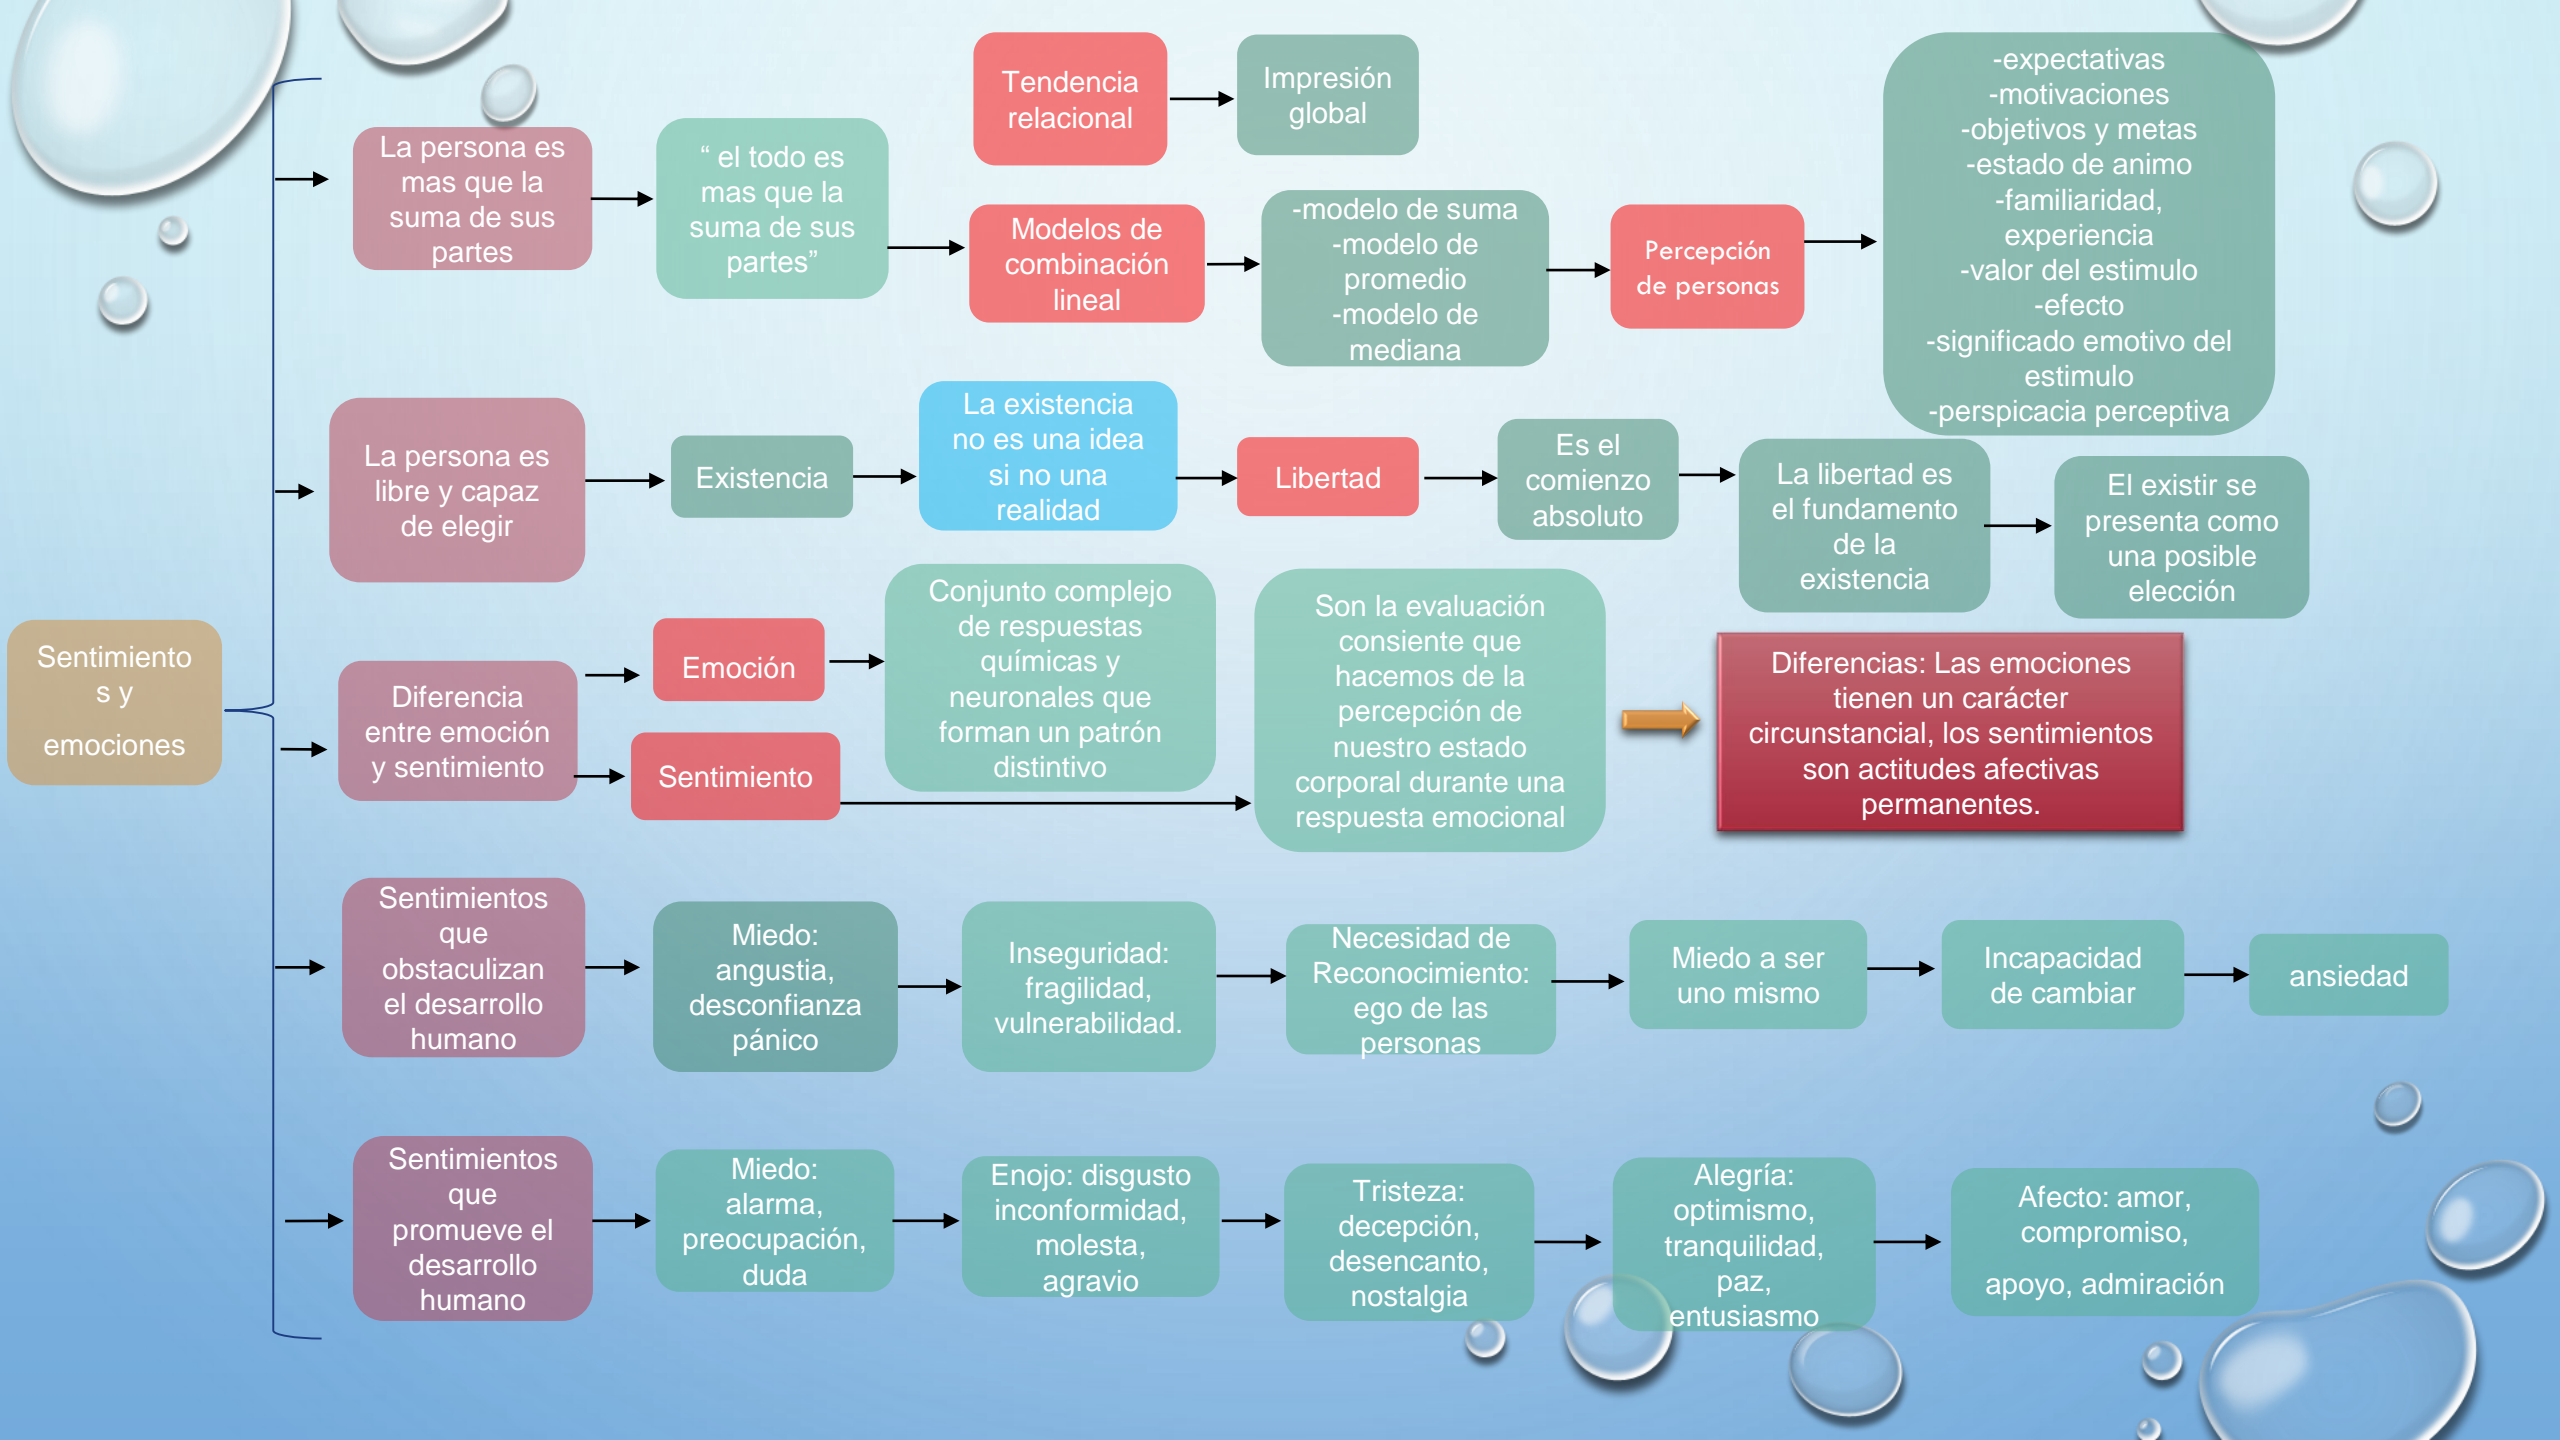 Sentimiento
s y
emociones
La persona es
mas que la
suma de sus
partes
“ el todo es
mas que la
suma de sus
partes”
Tendencia
relacional
Impresión
global
Modelos de
combinación
lineal
-modelo de suma
-modelo de
promedio
-modelo de
mediana
Percepción
de personas
-expectativas
-motivaciones
-objetivos y metas
-estado de animo
-familiaridad,
experiencia
-valor del estimulo
-efecto
-significado emotivo del
estimulo
-perspicacia perceptiva
La persona es
libre y capaz
de elegir
Existencia
La existencia
no es una idea
si no una
realidad
Libertad
Es el
comienzo
absoluto
La libertad es
el fundamento
de la
existencia
El existir se
presenta como
una posible
elección
Diferencia
entre emoción
y sentimiento
Emoción
Conjunto complejo
de respuestas
químicas y
neuronales que
forman un patrón
distintivo
Sentimiento
Son la evaluación
consiente que
hacemos de la
percepción de
nuestro estado
corporal durante una
respuesta emocional
Diferencias: Las emociones
tienen un carácter
circunstancial, los sentimientos
son actitudes afectivas
permanentes.
Sentimientos
que
obstaculizan
el desarrollo
humano
Miedo:
angustia,
desconfianza
pánico
Inseguridad:
fragilidad,
vulnerabilidad.
Necesidad de
Reconocimiento:
ego de las
personas
Miedo a ser
uno mismo
Incapacidad
de cambiar
ansiedad
Sentimientos
que
promueve el
desarrollo
humano
Miedo:
alarma,
preocupación,
duda
Enojo: disgusto
inconformidad,
molesta,
agravio
Tristeza:
decepción,
desencanto,
nostalgia
Alegría:
optimismo,
tranquilidad,
paz,
entusiasmo
Afecto: amor,
compromiso,
apoyo, admiración